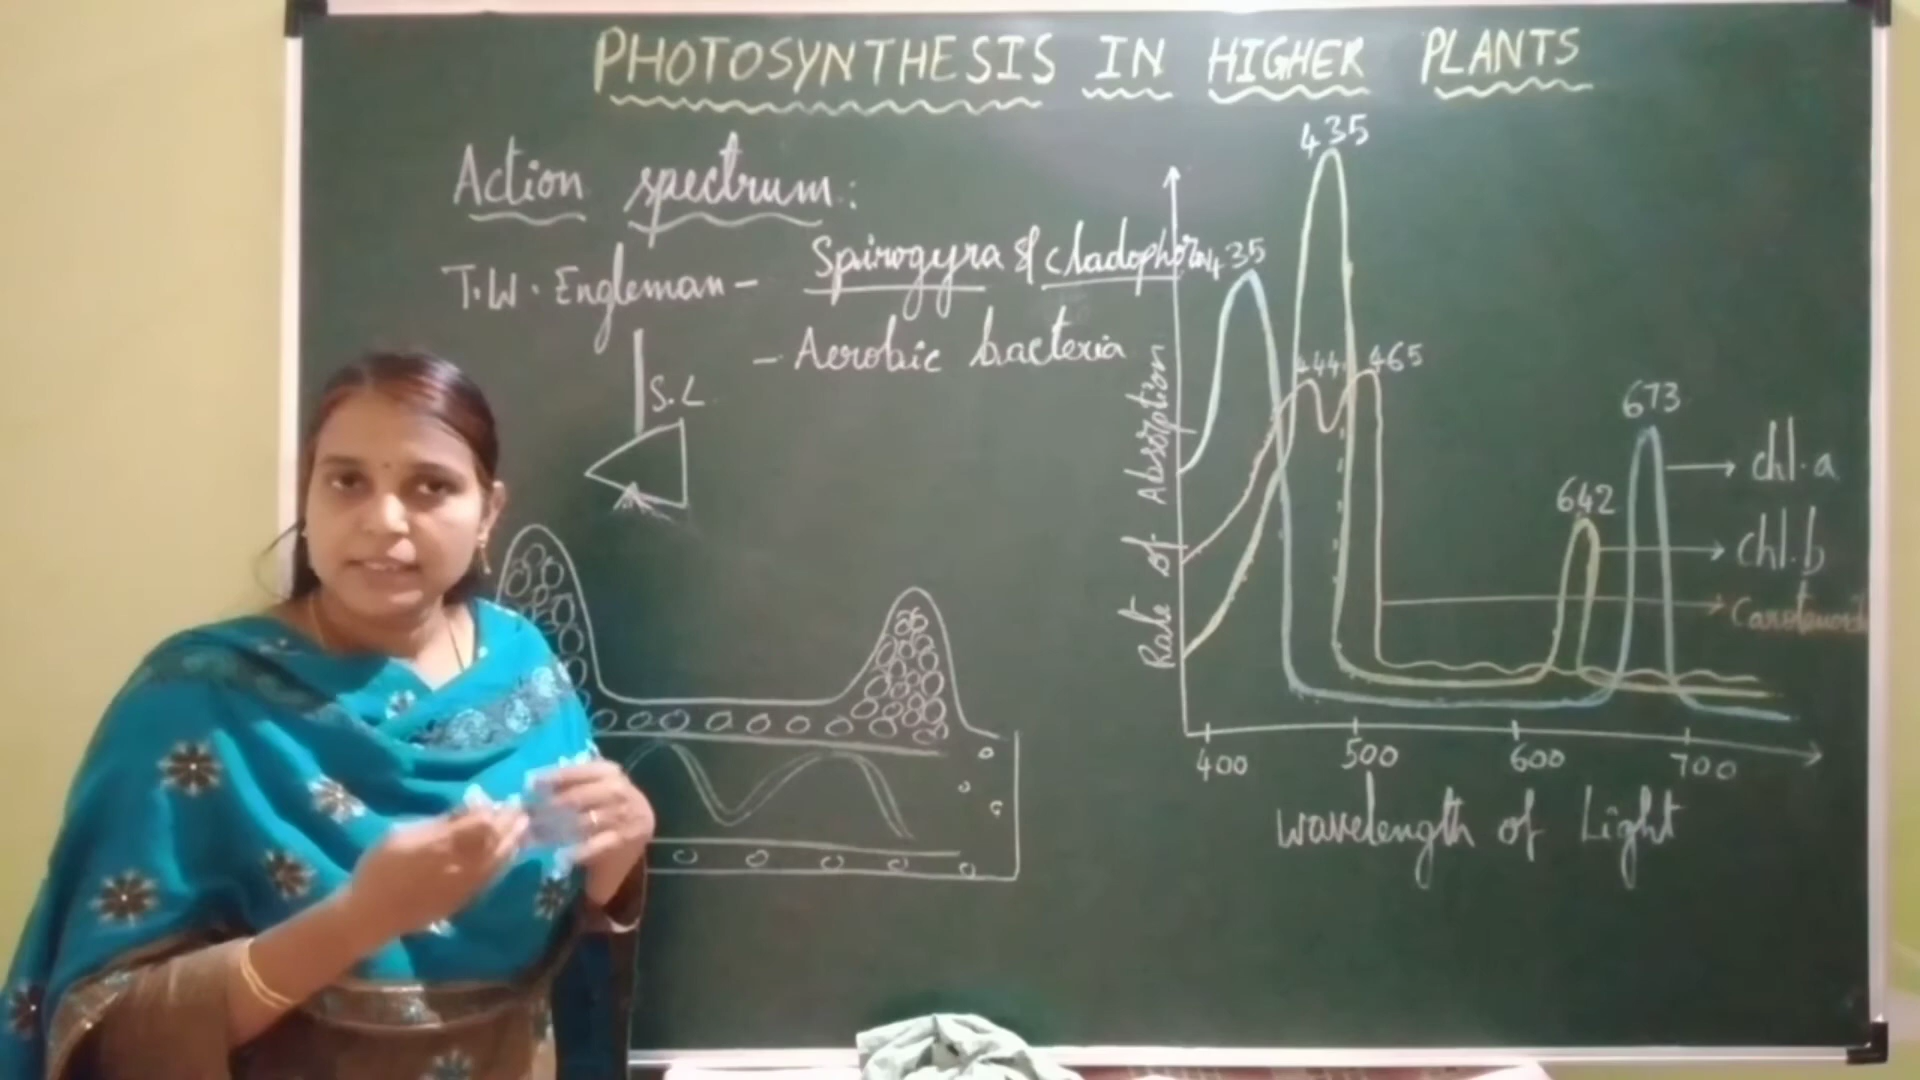 PHOTOSYNTHESIS IN HIGHER PLANTS
Action spectrum:
T.W. Engleman - Spirogyra & cladophora
- Aerobic bacteria
S.L
435
435
444
465
673
642
chl.a
chl.b
Carotenoids
Rate of Absorption
400 500 600 700
wavelength of Light